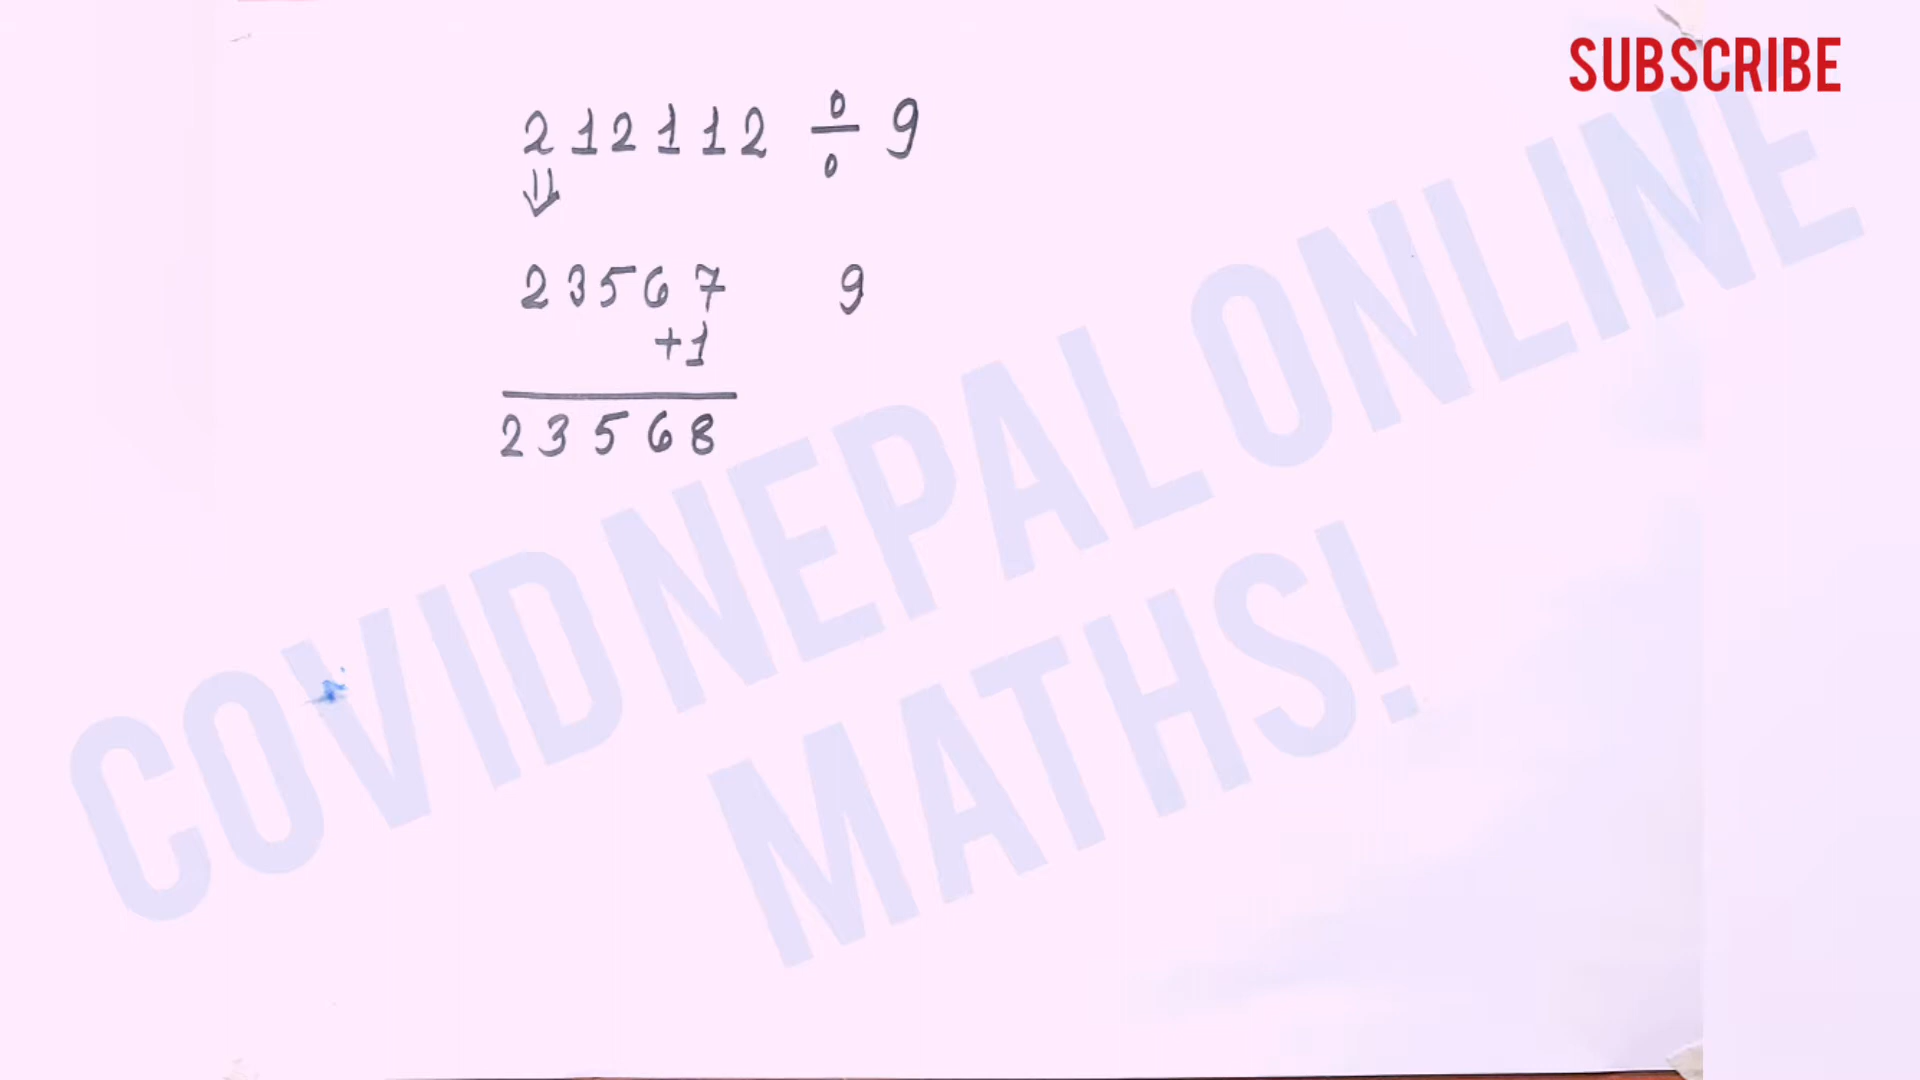 SUBSCRIBE
212112 ÷ 9
23567 9
+1
23568
COVID NEPAL ONLINE
MATHS!